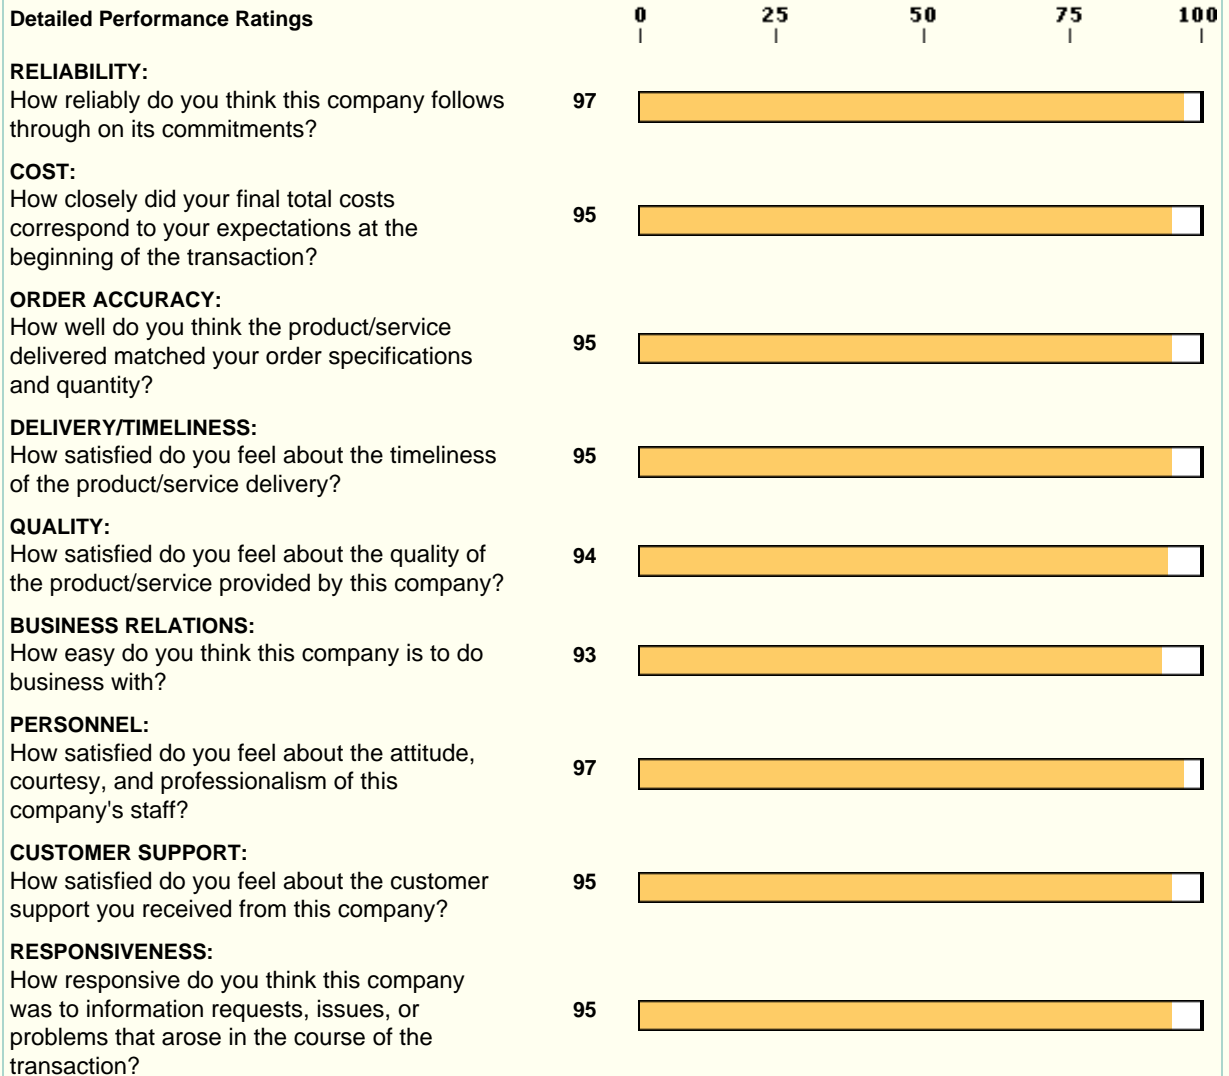 Detailed Performance Ratings 0 25 50 75 100
RELIABILITY:
How reliably do you think this company follows 97
through on its commitments?
COST:
How closely did your final total costs
correspond to your expectations at the 95
beginning of the transaction?
ORDER ACCURACY:
How well do you think the product/service
delivered matched your order specifications 95
and quantity?
DELIVERY/TIMELINESS:
How satisfied do you feel about the timeliness 95
of the product/service delivery?
QUALITY:
How satisfied do you feel about the quality of 94
the product/service provided by this company?
BUSINESS RELATIONS:
How easy do you think this company is to do 93
business with?
PERSONNEL:
How satisfied do you feel about the attitude,
courtesy, and professionalism of this 97
company's staff?
CUSTOMER SUPPORT:
How satisfied do you feel about the customer 95
support you received from this company?
RESPONSIVENESS:
How responsive do you think this company
was to information requests, issues, or 95
problems that arose in the course of the
transaction?